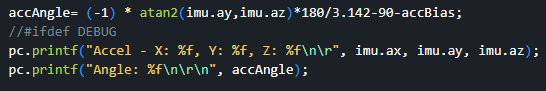 accAngle= (-1) * atan2(imu.ay,imu.az)*180/3.142-90-accBias;
//#ifdef DEBUG
pc.printf("Accel - X: %f, Y: %f, Z: %f\n\r", imu.ax, imu.ay, imu.az);
pc.printf("Angle: %f\n\r\n", accAngle);